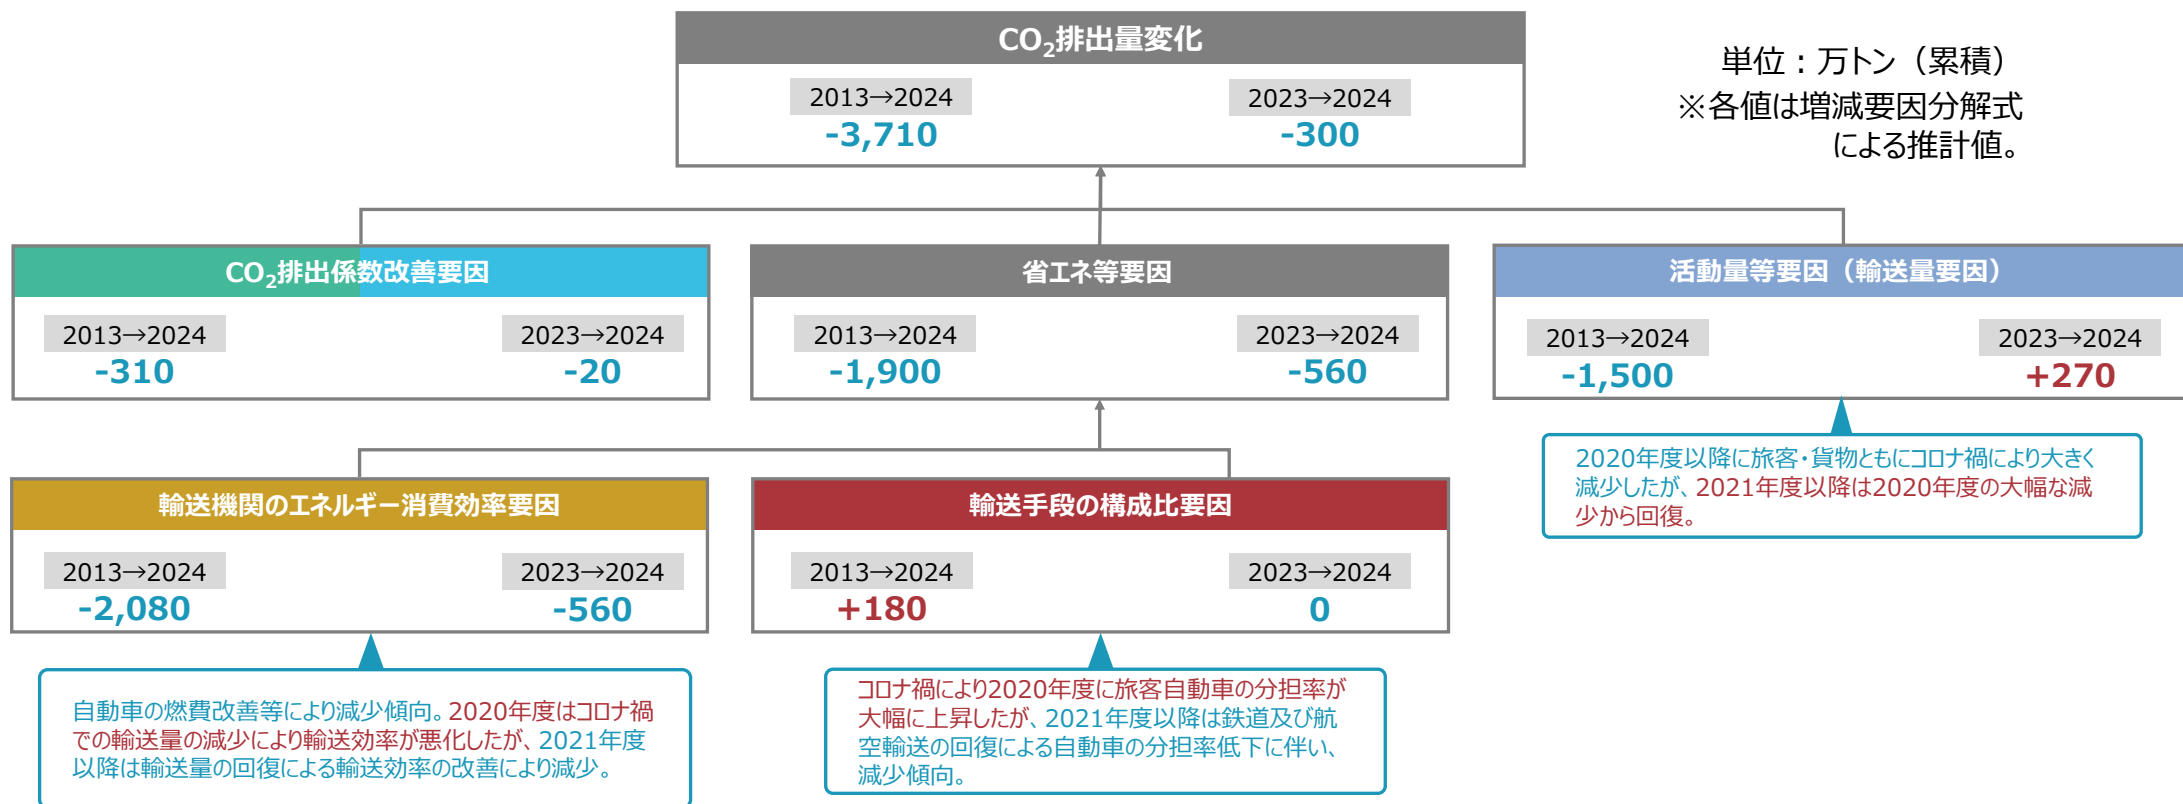 CO₂排出量変化
2013→2024
2023→2024
-3,710
-300
単位：万トン（累積）
※各値は増減要因分解式
による推計値。
CO₂排出係数改善要因
2013→2024
2023→2024
-310
-20
省エネ等要因
2013→2024
2023→2024
-1,900
-560
活動量等要因（輸送量要因）
2013→2024
2023→2024
-1,500
+270
2020年度以降に旅客・貨物ともにコロナ禍により大きく
減少したが、2021年度以降は2020年度の大幅な減
少から回復。
輸送機関のエネルギー消費効率要因
2013→2024
2023→2024
-2,080
-560
輸送手段の構成比要因
2013→2024
2023→2024
+180
0
自動車の燃費改善等により減少傾向。2020年度はコロナ禍
での輸送量の減少により輸送効率が悪化したが、2021年度
以降は輸送量の回復による輸送効率の改善により減少。
コロナ禍により2020年度に旅客自動車の分担率が
大幅に上昇したが、2021年度以降は鉄道及び航
空輸送の回復による自動車の分担率低下に伴い、
減少傾向。